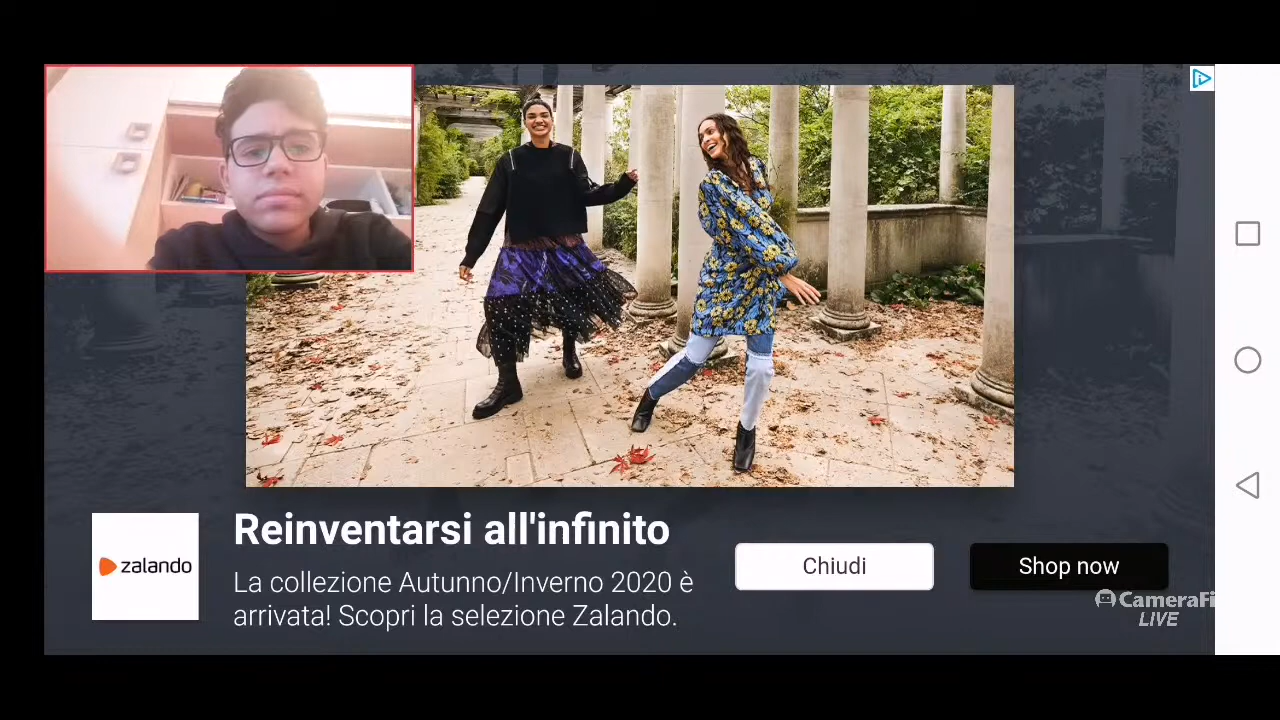 Reinventarsi all'infinito
zalando
La collezione Autunno/Inverno 2020 è
arrivata! Scopri la selezione Zalando.
Chiudi
Shop now
CameraFi
LIVE